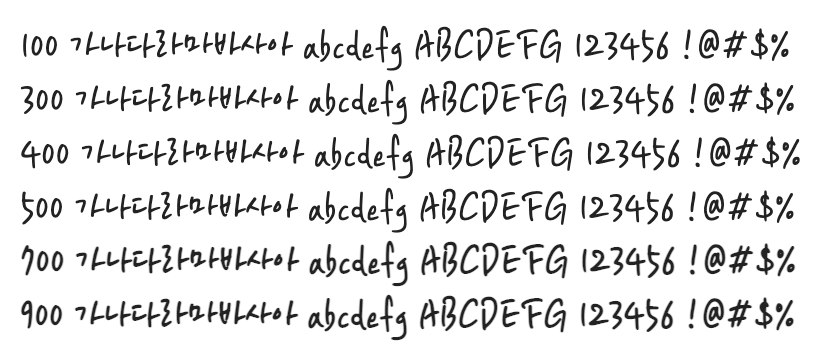 100 가나다라마바사아 abcdefg ABCDEFG 123456 !@#$%
300 가나다라마바사아 abcdefg ABCDEFG 123456 !@#$%
400 가나다라마바사아 abcdefg ABCDEFG 123456 !@#$%
500 가나다라마바사아 abcdefg ABCDEFG 123456 !@#$%
700 가나다라마바사아 abcdefg ABCDEFG 123456 !@#$%
900 가나다라마바사아 abcdefg ABCDEFG 123456 !@#$%